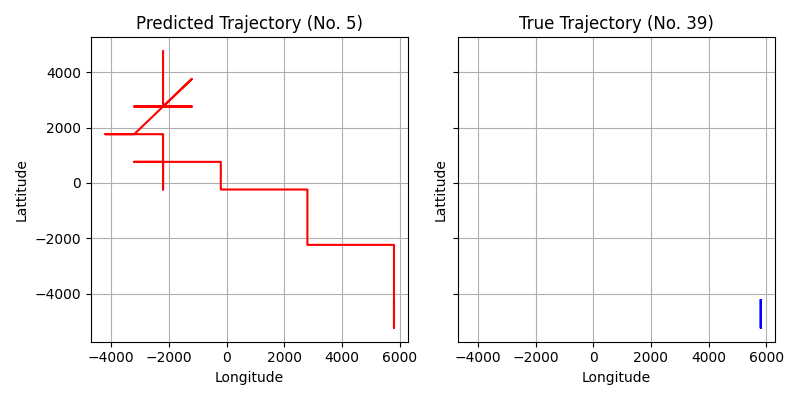 Predicted Trajectory (No. 5)
True Trajectory (No. 39)
Lattitude
4000
2000
0
−2000
−4000
−4000 −2000 0 2000 4000 6000
Longitude
Lattitude
−4000 −2000 0 2000 4000 6000
Longitude